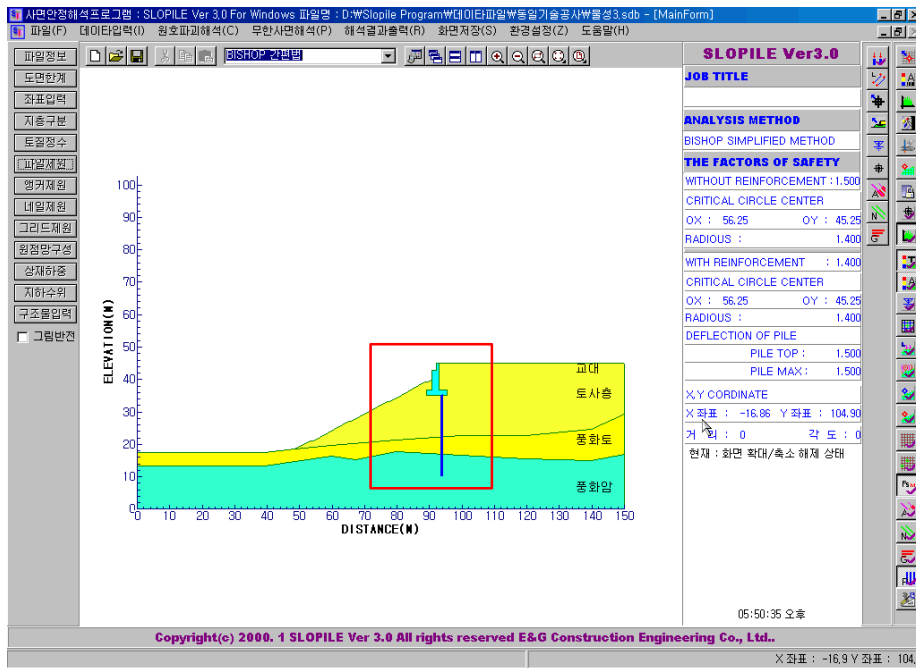 사면안정해석프로그램 : SLOPILE Ver 3,0 For Windows 파일명 : D:₩Slopile Program₩데이타파일₩동일기술공사₩물성3.sdb - [MainForm]
파일(F) 데이타입력(I) 원호파괴해석(C) 무한사면해석(P) 해석결과출력(R) 화면저장(S) 환경설정(Z) 도움말(H)
파일정보
도면한계
좌표입력
지층구분
토질정수
파일제원
앵커제원
네일제원
그리드제원
원점망구성
상재하중
지하수위
구조물입력
그림반전
BISHOP 간편법
ELEVATION(M)
100
90
80
70
60
50
40
30
20
10
0
0 10 20 30 40 50 60 70 80 90 100 110 120 130 140 150
DISTANCE(M)
교대
토사층
풍화토
풍화암
SLOPILE Ver3.0
JOB TITLE
ANALYSIS METHOD
BISHOP SIMPLIFIED METHOD
THE FACTORS OF SAFETY
WITHOUT REINFORCEMENT : 1.500
CRITICAL CIRCLE CENTER
OX : 56.25 OY : 45.25
RADIOUS : 1.400
WITH REINFORCEMENT : 1.400
CRITICAL CIRCLE CENTER
OX : 56.25 OY : 45.25
RADIOUS : 1.400
DEFLECTION OF PILE
PILE TOP : 1.500
PILE MAX : 1.500
X,Y CORDINATE
X 좌표 : -16.86 Y 좌표 : 104.90
거 리 : 0 각 도 : 0
현재 : 화면 확대/축소 해제 상태
05:50:35 오후
Copyright(c) 2000. 1 SLOPILE Ver 3.0 All rights reserved E&G Construction Engineering Co., Ltd..
X 좌표 : -16,9 Y 좌표 : 104,